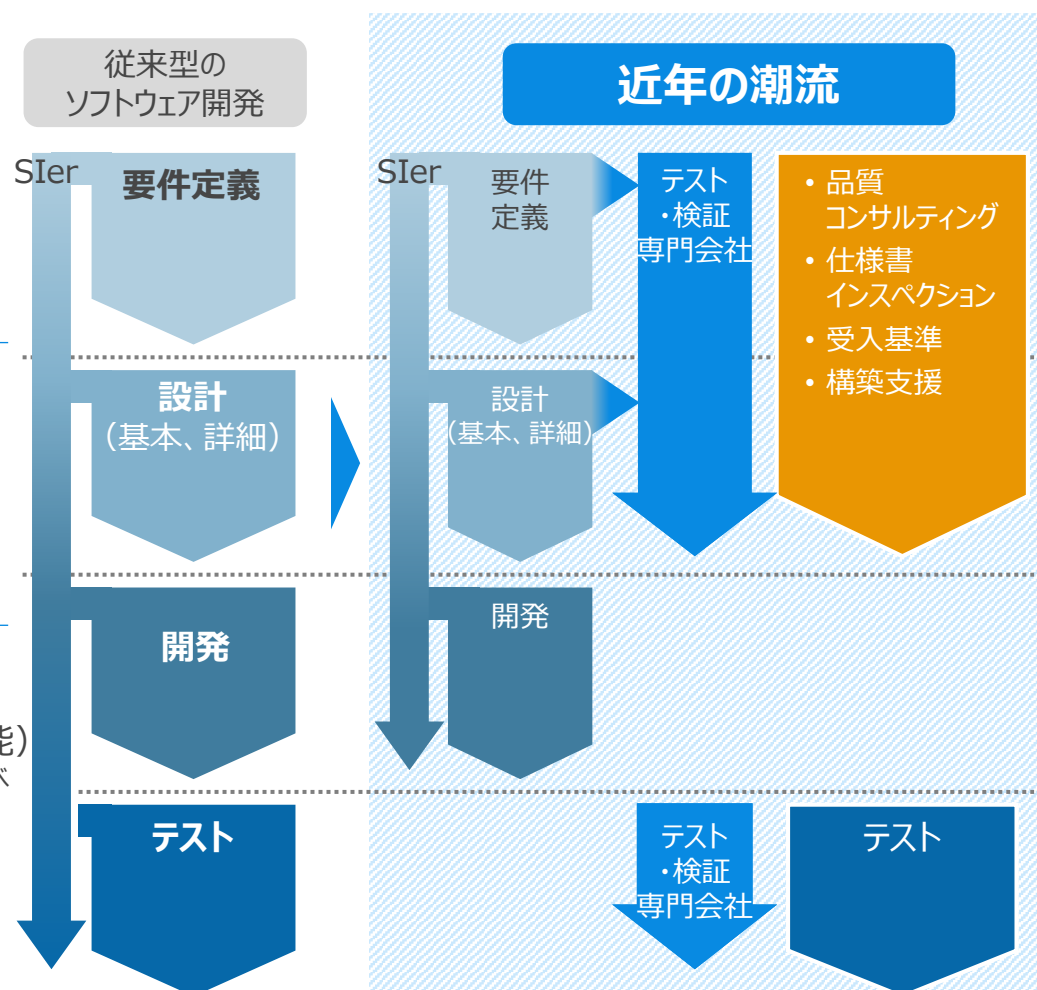 従来型の
ソフトウェア開発
近年の潮流
SIer
要件定義
設計
（基本、詳細）
開発
テスト
SIer
要件
定義
設計
（基本、詳細）
開発
テスト
・検証
専門会社
• 品質
コンサルティング
• 仕様書
インスペクション
• 受入基準
• 構築支援
テスト
・検証
専門会社
テスト
能）
べ